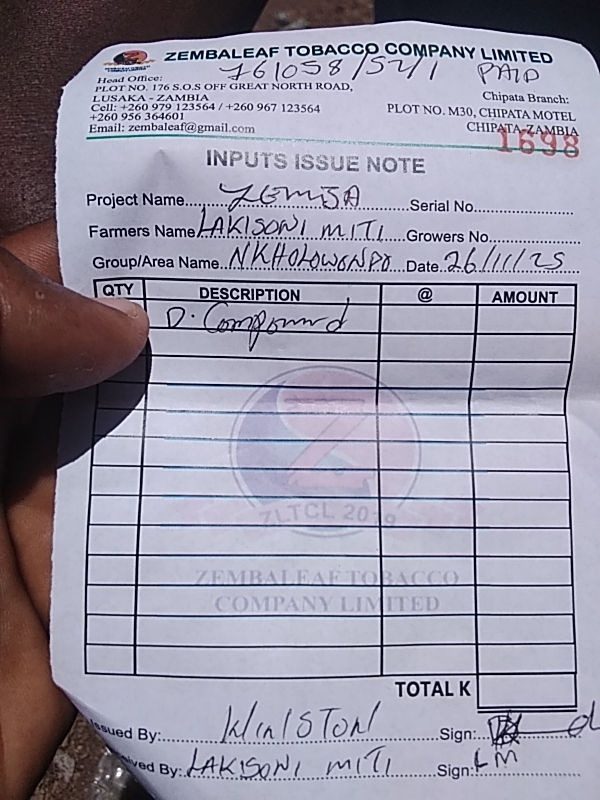 ZEMBALEAF TOBACCO COMPANY LIMITED
761058/52/1 PAID
Head Office:
PLOT NO. 176 S.O.S OFF GREAT NORTH ROAD,
LUSAKA - ZAMBIA
Cell: +260 979 123564 / +260 967 123564
+260 956 364601
Email: zembaleaf@gmail.com
Chipata Branch:
PLOT NO. M30, CHIPATA MOTEL
CHIPATA-ZAMBIA
1698
INPUTS ISSUE NOTE
Project Name ZEMBA Serial No.
Farmers Name LAKISONI MITI Growers No.
Group/Area Name Date 26/11/25
QTY DESCRIPTION @ AMOUNT
D. Compound
ZLTCL 2019
ZEMBALEAF TOBACCO
COMPANY LIMITED
TOTAL K
Issued By: WINSTON Sign:
ived By: LAKISONI MITI Sign: LM